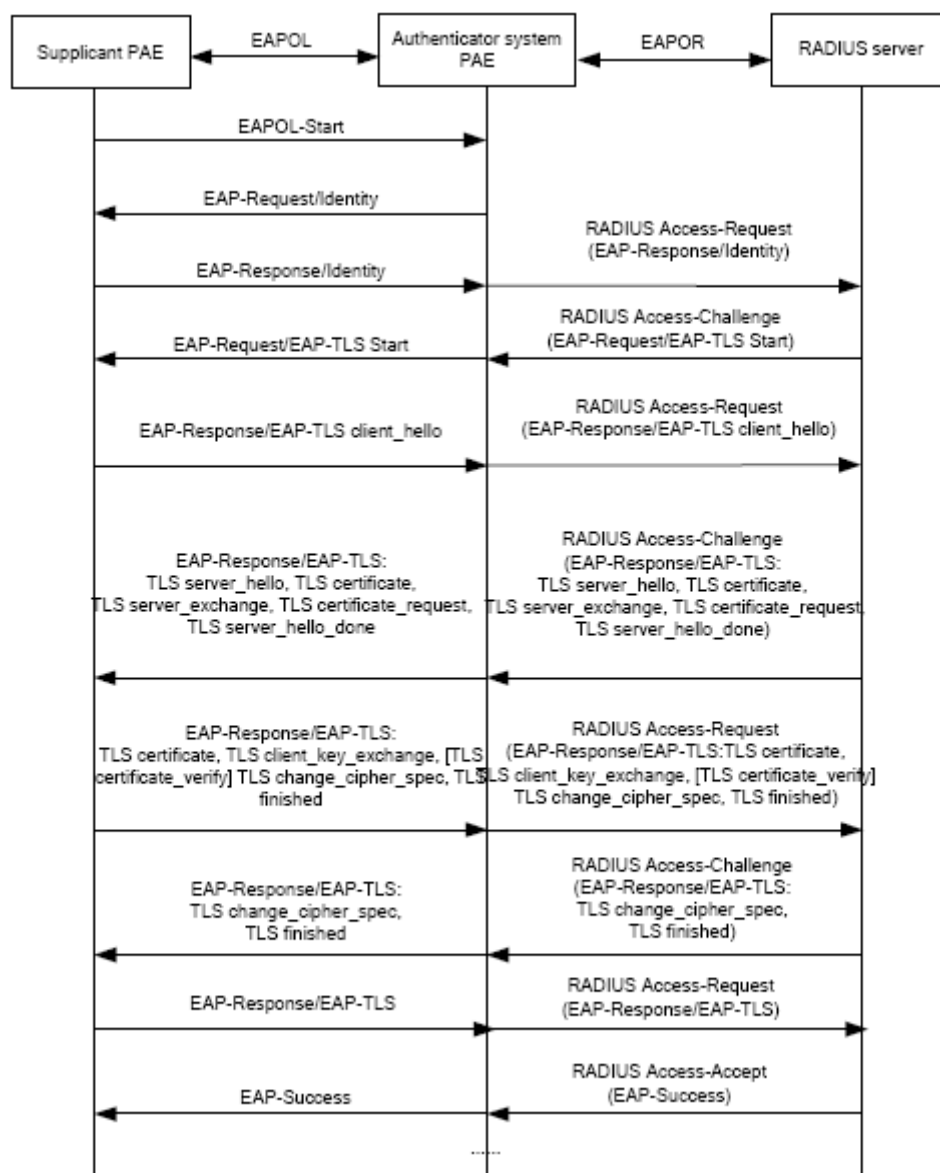 Supplicant PAE
EAPOL
Authenticator system
PAE
EAPOR
RADIUS server
EAPOL-Start
EAP-Request/Identity
RADIUS Access-Request
(EAP-Response/Identity)
EAP-Response/Identity
RADIUS Access-Challenge
(EAP-Request/EAP-TLS Start)
EAP-Request/EAP-TLS Start
RADIUS Access-Request
(EAP-Response/EAP-TLS client_hello)
EAP-Response/EAP-TLS client_hello
EAP-Response/EAP-TLS:
TLS server_hello, TLS certificate,
TLS server_exchange, TLS certificate_request,
TLS server_hello_done
RADIUS Access-Challenge
(EAP-Response/EAP-TLS:
TLS server_hello, TLS certificate,
TLS server_exchange, TLS certificate_request,
TLS server_hello_done)
EAP-Response/EAP-TLS:
TLS certificate, TLS client_key_exchange, [TLS
certificate_verify] TLS change_cipher_spec, TLS
finished
RADIUS Access-Request
(EAP-Response/EAP-TLS:TLS certificate,
TLS client_key_exchange, [TLS certificate_verify]
TLS change_cipher_spec, TLS finished)
EAP-Response/EAP-TLS:
TLS change_cipher_spec,
TLS finished
RADIUS Access-Challenge
(EAP-Response/EAP-TLS:
TLS change_cipher_spec,
TLS finished)
EAP-Response/EAP-TLS
RADIUS Access-Request
(EAP-Response/EAP-TLS)
EAP-Success
RADIUS Access-Accept
(EAP-Success)
......